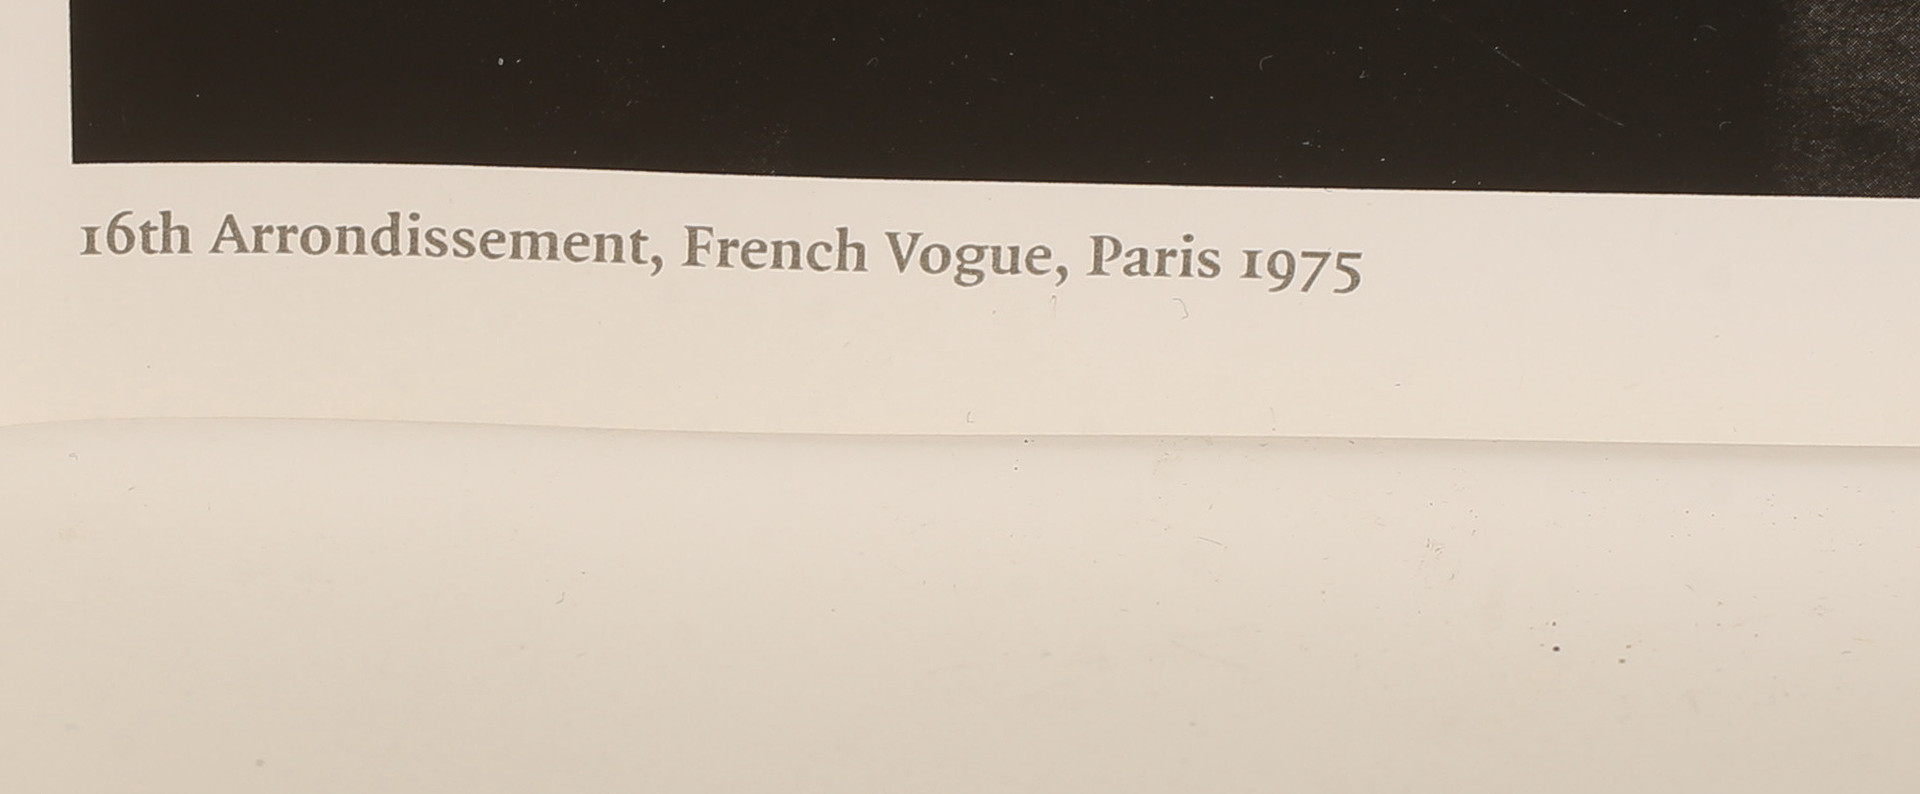 16th Arrondissement, French Vogue, Paris 1975